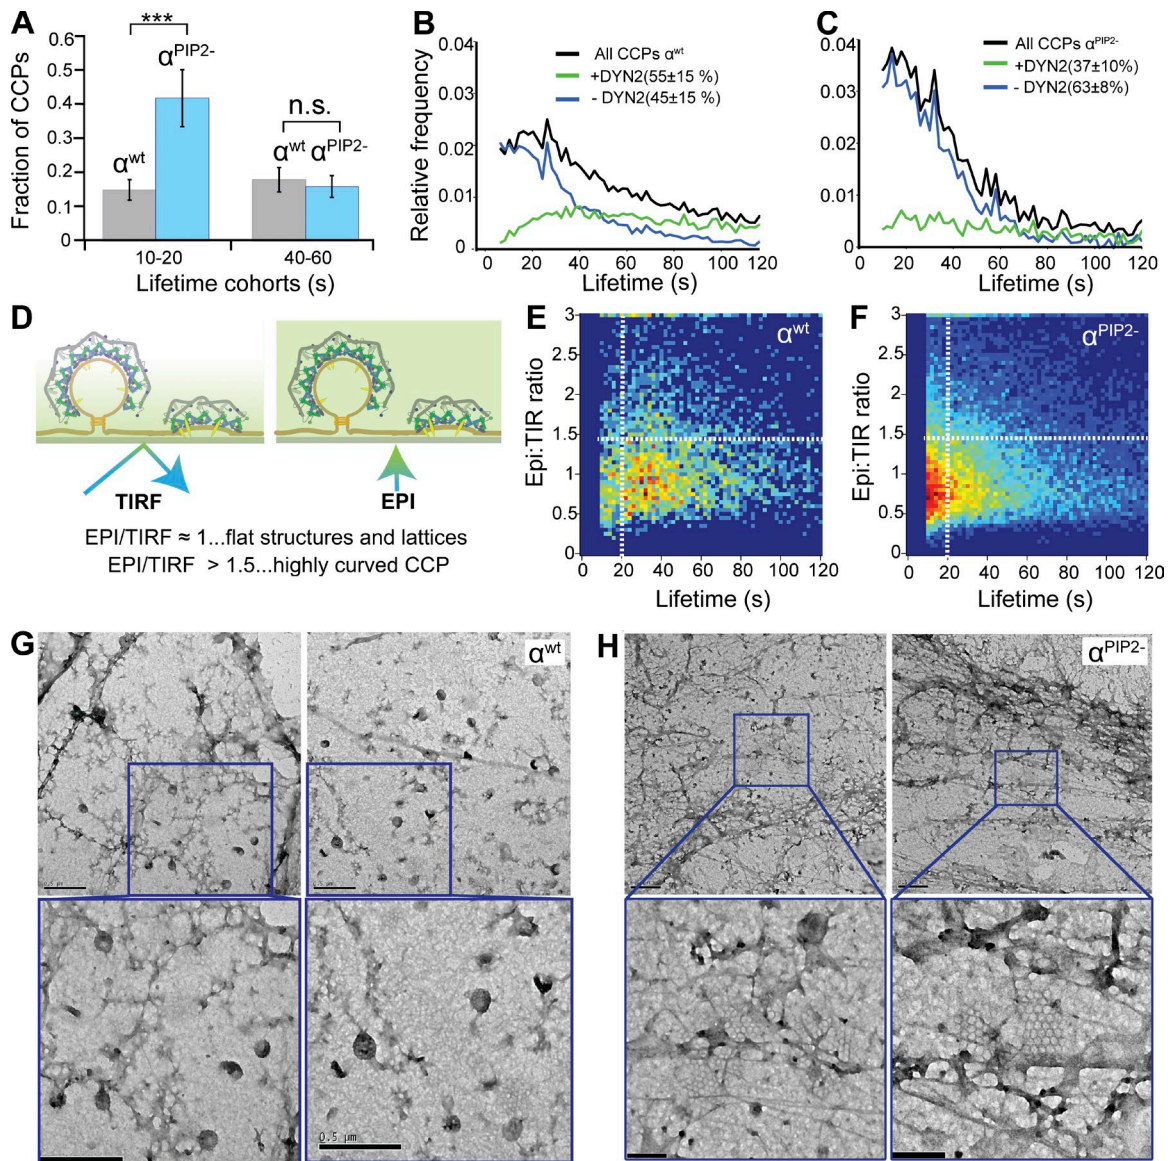 A
***
Fraction of CCPs
0.6
0.5
0.4
0.3
0.2
0.1
0
αwt
αPIP2-
n.s.
αwt αPIP2-
10-20
40-60
Lifetime cohorts (s)
B
Relative frequency
0.04
0.03
0.02
0.01
0
All CCPs αwt
+DYN2(55±15 %)
- DYN2(45±15 %)
0 20 40 60 80 100 120
Lifetime (s)
C
0.04
0.03
0.02
0.01
0
All CCPs αPIP2-
+DYN2(37±10%)
- DYN2(63±8%)
0 20 40 60 80 100 120
Lifetime (s)
D
TIRF
EPI
EPI/TIRF ≈ 1...flat structures and lattices
EPI/TIRF > 1.5...highly curved CCP
E
αwt
Epi:TIR ratio
3
2.5
2
1.5
1
0.5
0
0 20 40 60 80 100 120
Lifetime (s)
F
αPIP2-
Epi:TIR ratio
3
2.5
2
1.5
1
0.5
0
0 20 40 60 80 100 120
Lifetime (s)
G
αwt
0.5 µm
H
αPIP2-